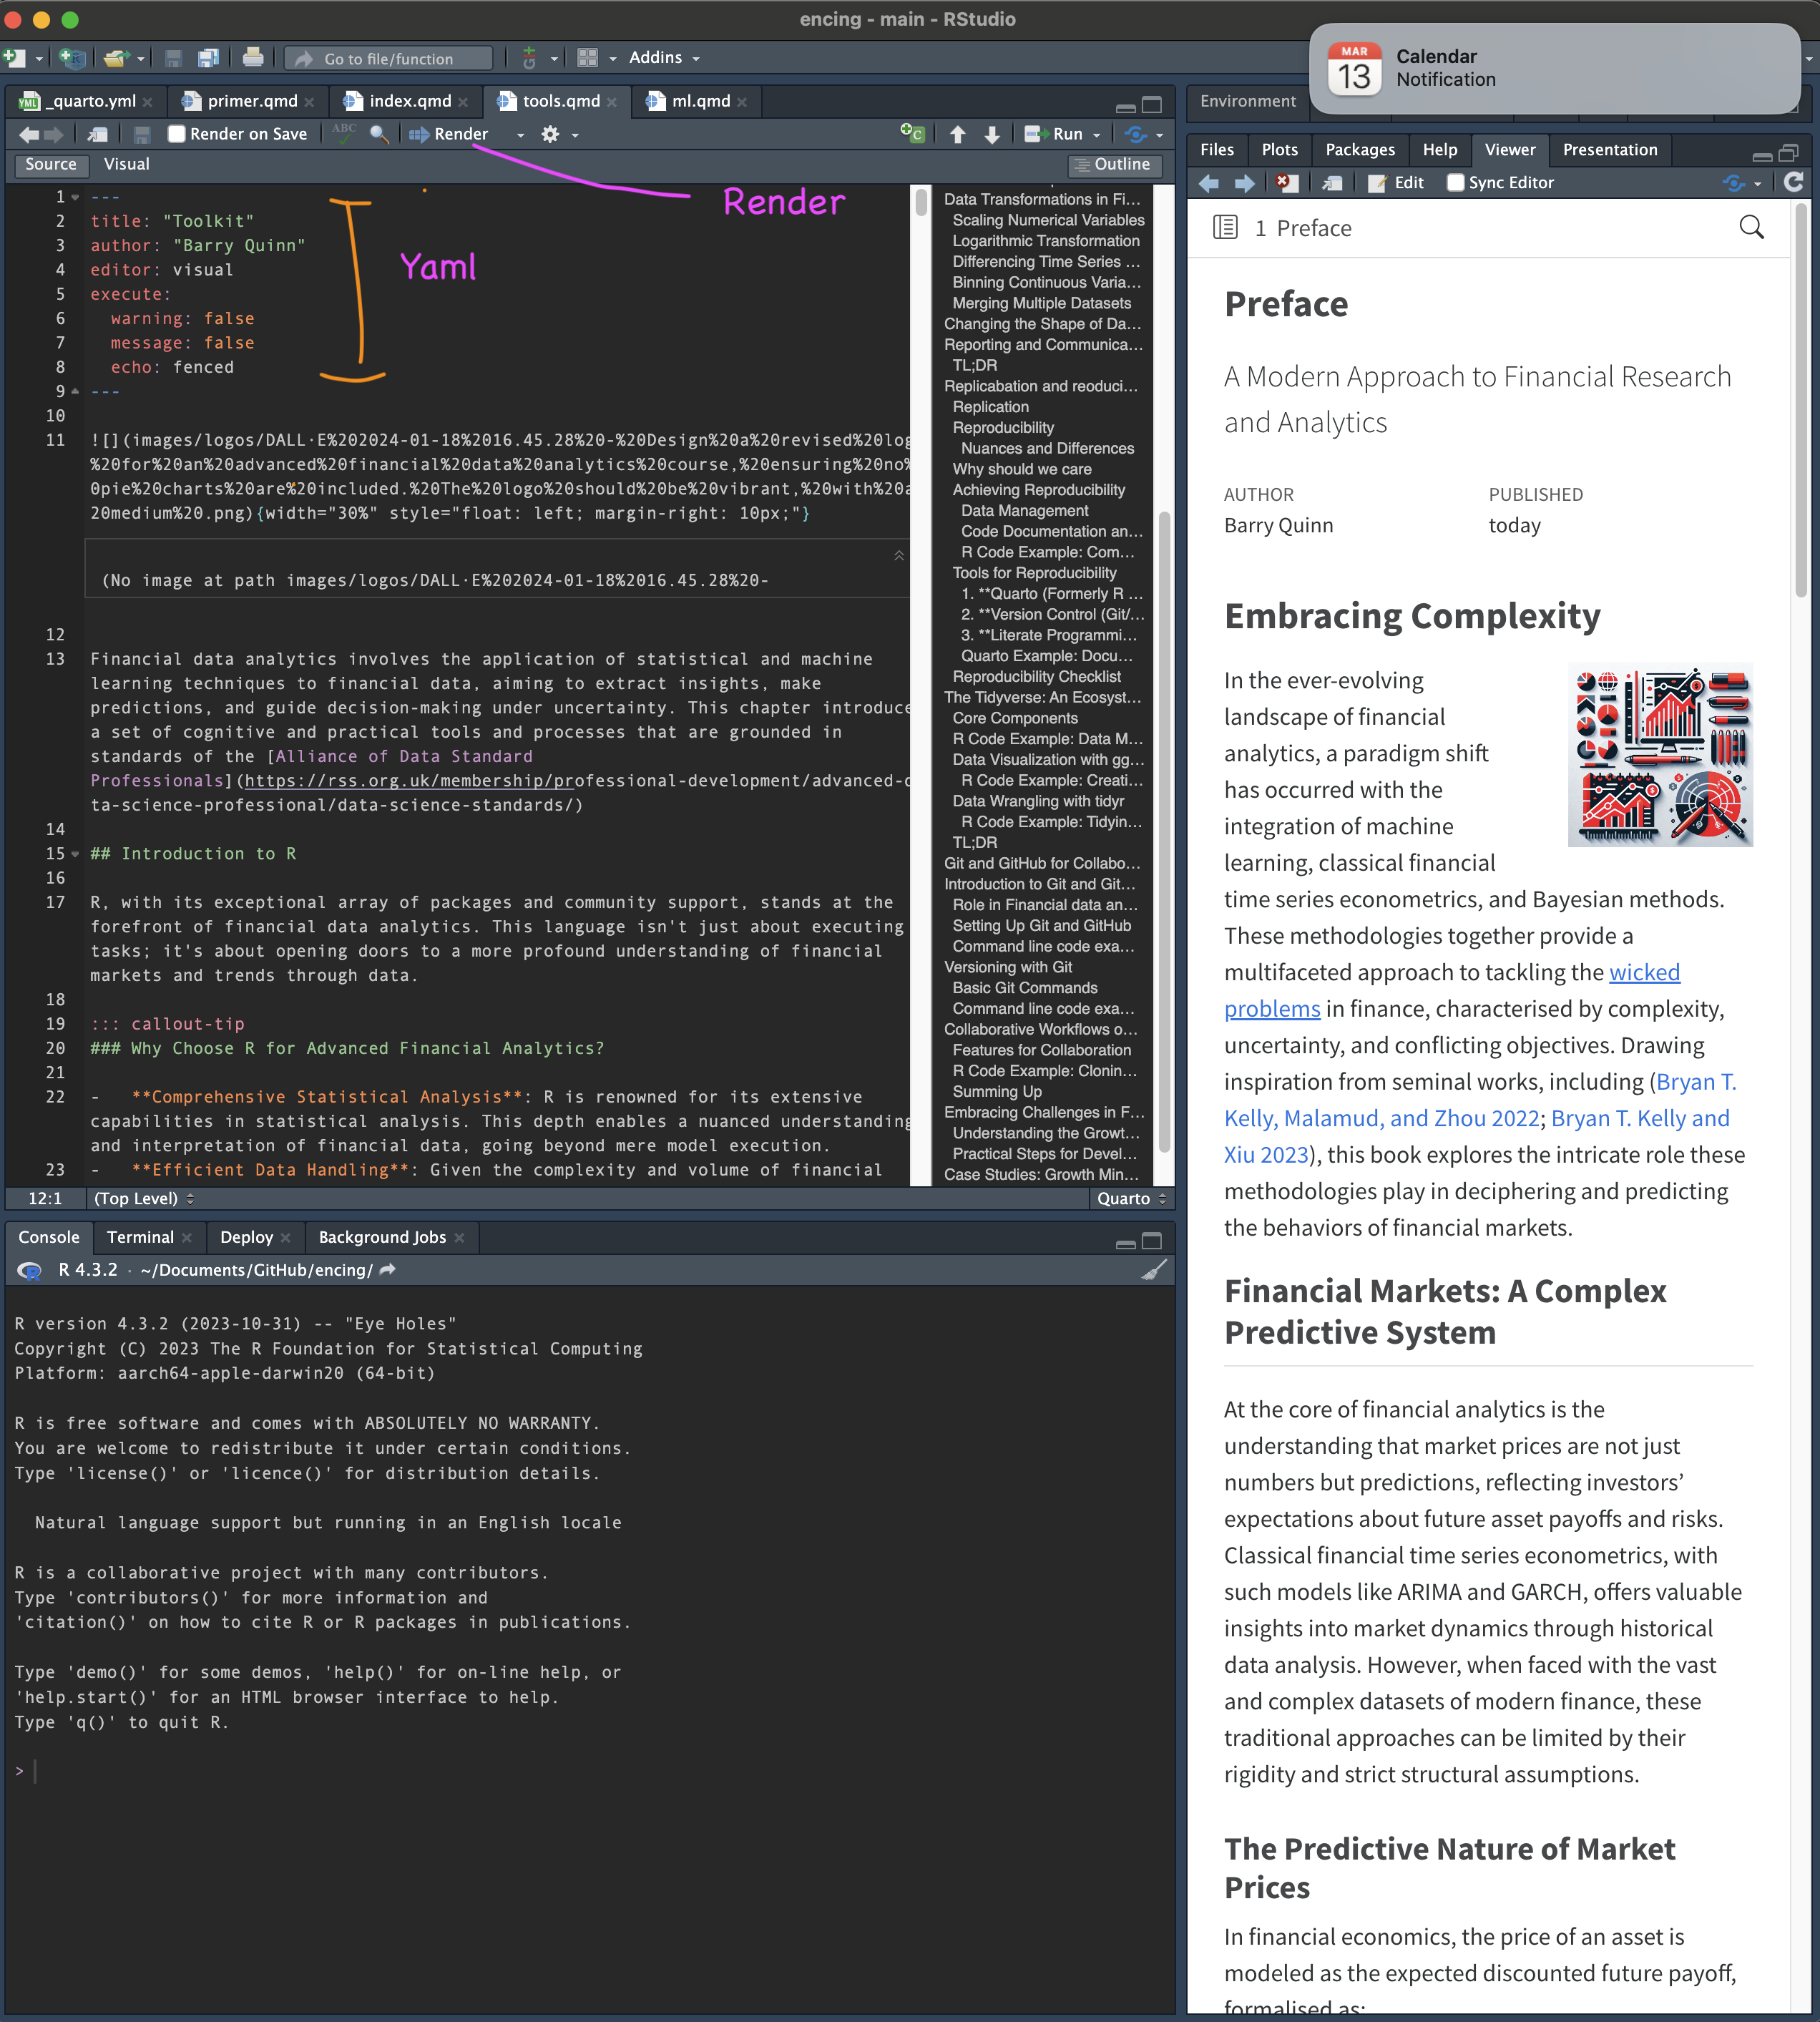 encing - main - RStudio
Go to file/function
Addins
MAR
13
Calendar
Notification
_quarto.yml
primer.qmd
index.qmd
tools.qmd
ml.qmd
Render on Save
ABC
Render
Run
Source
Visual
Outline
Render
Yaml
1 ---
2 title: "Toolkit"
3 author: "Barry Quinn"
4 editor: visual
5 execute:
6 warning: false
7 message: false
8 echo: fenced
9 ---
10
11 ![](images/logos/DALL·E%202024-01-18%2016.45.28%20-%20Design%20a%20revised%20log
%20for%20an%20advanced%20financial%20data%20analytics%20course,%20ensuring%20no%
0pie%20charts%20are%20included.%20The%20logo%20should%20be%20vibrant,%20with%20a
20medium%20.png){width="30%" style="float: left; margin-right: 10px;"}
(No image at path images/logos/DALL·E%202024-01-18%2016.45.28%20-
12
13 Financial data analytics involves the application of statistical and machine
learning techniques to financial data, aiming to extract insights, make
predictions, and guide decision-making under uncertainty. This chapter introduce
a set of cognitive and practical tools and processes that are grounded in
standards of the [Alliance of Data Standard
Professionals](https://rss.org.uk/membership/professional-development/advanced-d
ta-science-professional/data-science-standards/)
14
15 ## Introduction to R
16
17 R, with its exceptional array of packages and community support, stands at the
forefront of financial data analytics. This language isn't just about executing
tasks; it's about opening doors to a more profound understanding of financial
markets and trends through data.
18
19 ::: callout-tip
20 ### Why Choose R for Advanced Financial Analytics?
21
22 - **Comprehensive Statistical Analysis**: R is renowned for its extensive
capabilities in statistical analysis. This depth enables a nuanced understanding
and interpretation of financial data, going beyond mere model execution.
23 - **Efficient Data Handling**: Given the complexity and volume of financial
12:1
(Top Level)
Quarto
Data Transformations in Fi...
Scaling Numerical Variables
Logarithmic Transformation
Differencing Time Series ...
Binning Continuous Varia...
Merging Multiple Datasets
Changing the Shape of Da...
Reporting and Communica...
TL;DR
Replicabation and reoduci...
Replication
Reproducibility
Nuances and Differences
Why should we care
Achieving Reproducibility
Data Management
Code Documentation an...
R Code Example: Com...
Tools for Reproducibility
1. **Quarto (Formerly R ...
2. **Version Control (Git/...
3. **Literate Programmi...
Quarto Example: Docu...
Reproducibility Checklist
The Tidyverse: An Ecosyst...
Core Components
R Code Example: Data M...
Data Visualization with gg...
R Code Example: Creati...
Data Wrangling with tidyr
R Code Example: Tidyin...
TL;DR
Git and GitHub for Collabo...
Introduction to Git and Git...
Role in Financial data an...
Setting Up Git and GitHub
Command line code exa...
Versioning with Git
Basic Git Commands
Command line code exa...
Collaborative Workflows o...
Features for Collaboration
R Code Example: Clonin...
Summing Up
Embracing Challenges in F...
Understanding the Growt...
Practical Steps for Devel...
Case Studies: Growth Min...
Console
Terminal
Deploy
Background Jobs
R 4.3.2 · ~/Documents/GitHub/encing/
R version 4.3.2 (2023-10-31) -- "Eye Holes"
Copyright (C) 2023 The R Foundation for Statistical Computing
Platform: aarch64-apple-darwin20 (64-bit)
R is free software and comes with ABSOLUTELY NO WARRANTY.
You are welcome to redistribute it under certain conditions.
Type 'license()' or 'licence()' for distribution details.
Natural language support but running in an English locale
R is a collaborative project with many contributors.
Type 'contributors()' for more information and
'citation()' on how to cite R or R packages in publications.
Type 'demo()' for some demos, 'help()' for on-line help, or
'help.start()' for an HTML browser interface to help.
Type 'q()' to quit R.
>
Environment
Files
Plots
Packages
Help
Viewer
Presentation
Edit
Sync Editor
1 Preface
Preface
A Modern Approach to Financial Research
and Analytics
AUTHOR
Barry Quinn
PUBLISHED
today
Embracing Complexity
In the ever-evolving
landscape of financial
analytics, a paradigm shift
has occurred with the
integration of machine
learning, classical financial
time series econometrics, and Bayesian methods.
These methodologies together provide a
multifaceted approach to tackling the wicked
problems in finance, characterised by complexity,
uncertainty, and conflicting objectives. Drawing
inspiration from seminal works, including (Bryan T.
Kelly, Malamud, and Zhou 2022; Bryan T. Kelly and
Xiu 2023), this book explores the intricate role these
methodologies play in deciphering and predicting
the behaviors of financial markets.
Financial Markets: A Complex
Predictive System
At the core of financial analytics is the
understanding that market prices are not just
numbers but predictions, reflecting investors’
expectations about future asset payoffs and risks.
Classical financial time series econometrics, with
such models like ARIMA and GARCH, offers valuable
insights into market dynamics through historical
data analysis. However, when faced with the vast
and complex datasets of modern finance, these
traditional approaches can be limited by their
rigidity and strict structural assumptions.
The Predictive Nature of Market
Prices
In financial economics, the price of an asset is
modeled as the expected discounted future payoff,
formalised as: